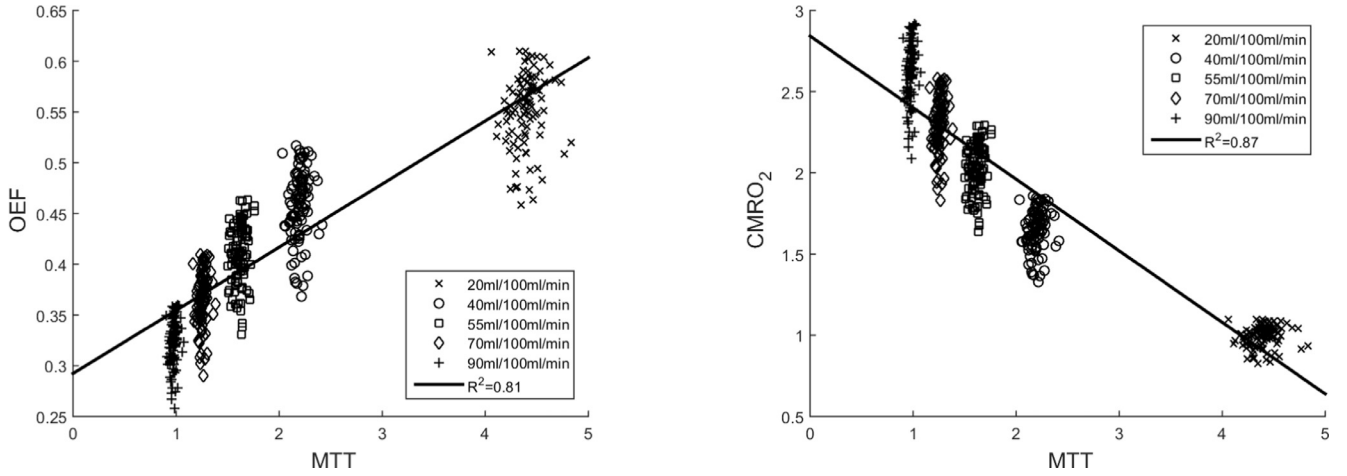 0.65
0.6
0.55
0.5
0.45
0.4
0.35
0.3
0.25
OEF
0
1
2
3
4
5
MTT
20ml/100ml/min
40ml/100ml/min
55ml/100ml/min
70ml/100ml/min
90ml/100ml/min
R²=0.81
3
2.5
2
1.5
1
0.5
CMRO₂
0
1
2
3
4
5
MTT
20ml/100ml/min
40ml/100ml/min
55ml/100ml/min
70ml/100ml/min
90ml/100ml/min
R²=0.87